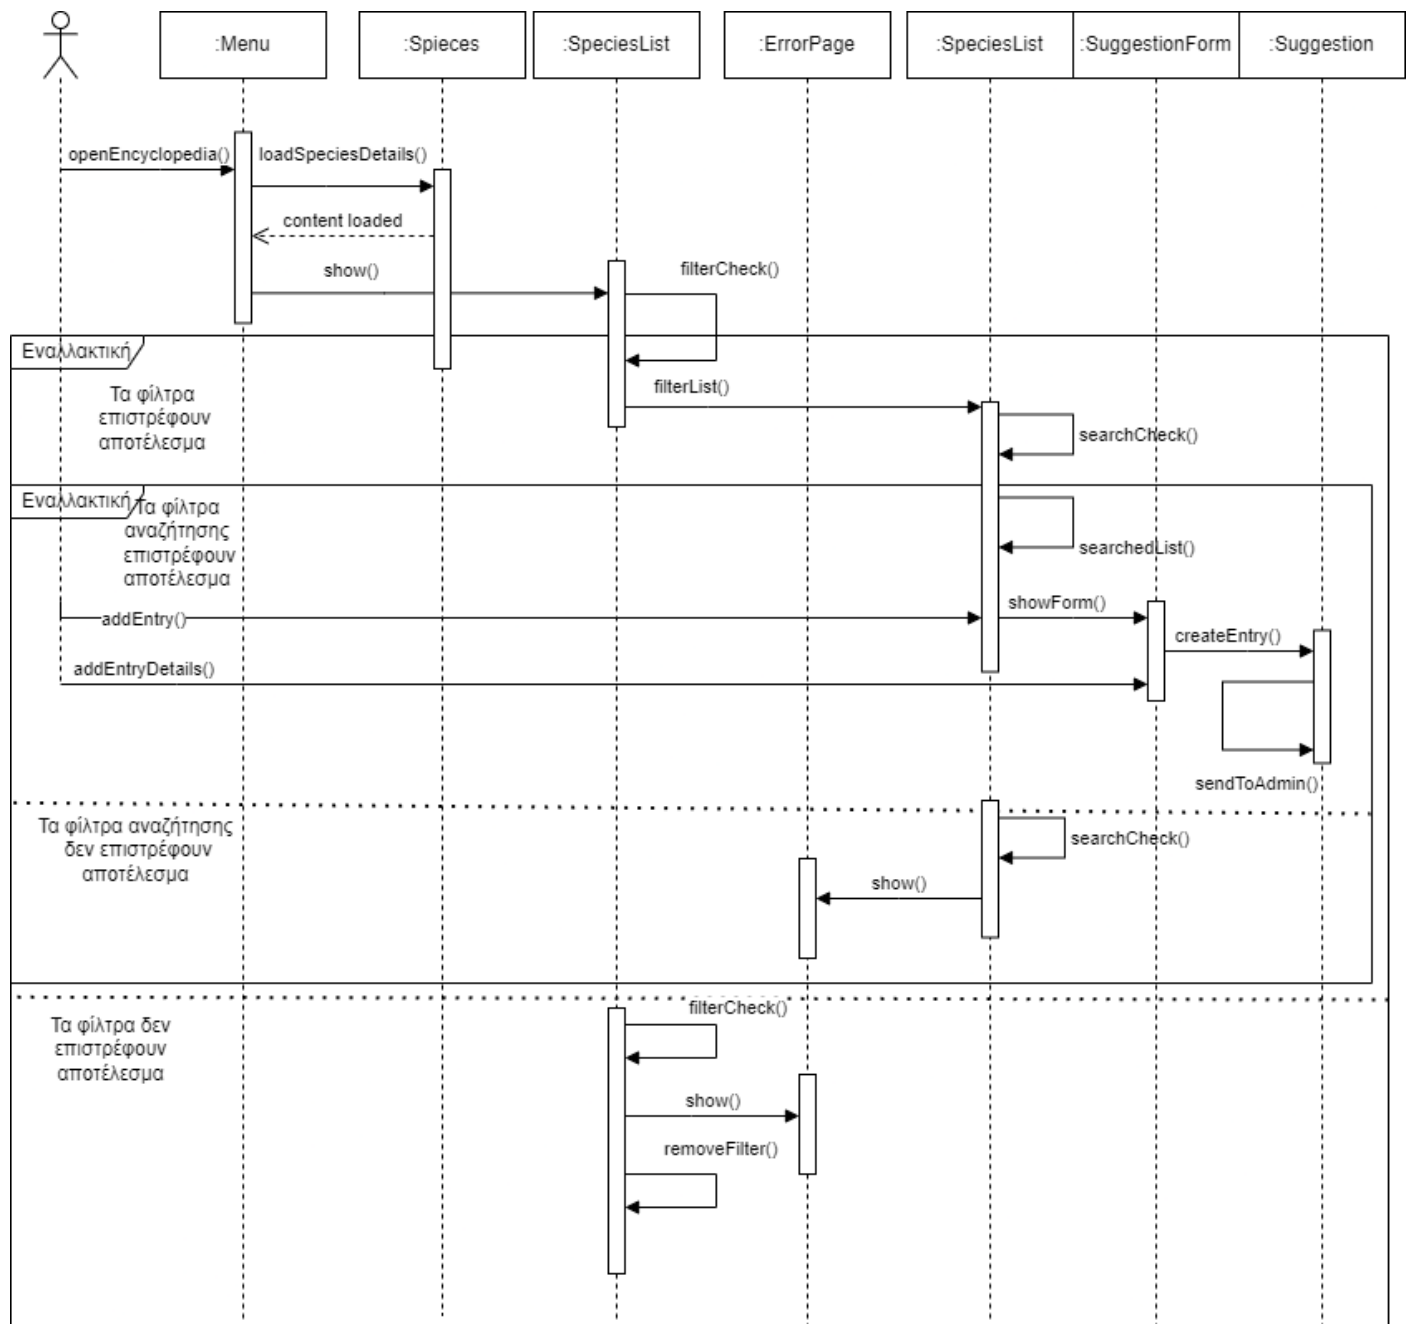 :Menu
:Spieces
:SpeciesList
:ErrorPage
:SpeciesList
:SuggestionForm
:Suggestion
openEncyclopedia()
loadSpeciesDetails()
content loaded
show()
filterCheck()
Εναλλακτική
Τα φίλτρα
επιστρέφουν
αποτέλεσμα
filterList()
searchCheck()
Εναλλακτική
Τα φίλτρα
αναζήτησης
επιστρέφουν
αποτέλεσμα
searchedList()
addEntry()
showForm()
createEntry()
addEntryDetails()
sendToAdmin()
Τα φίλτρα αναζήτησης
δεν επιστρέφουν
αποτέλεσμα
searchCheck()
show()
filterCheck()
Τα φίλτρα δεν
επιστρέφουν
αποτέλεσμα
show()
removeFilter()